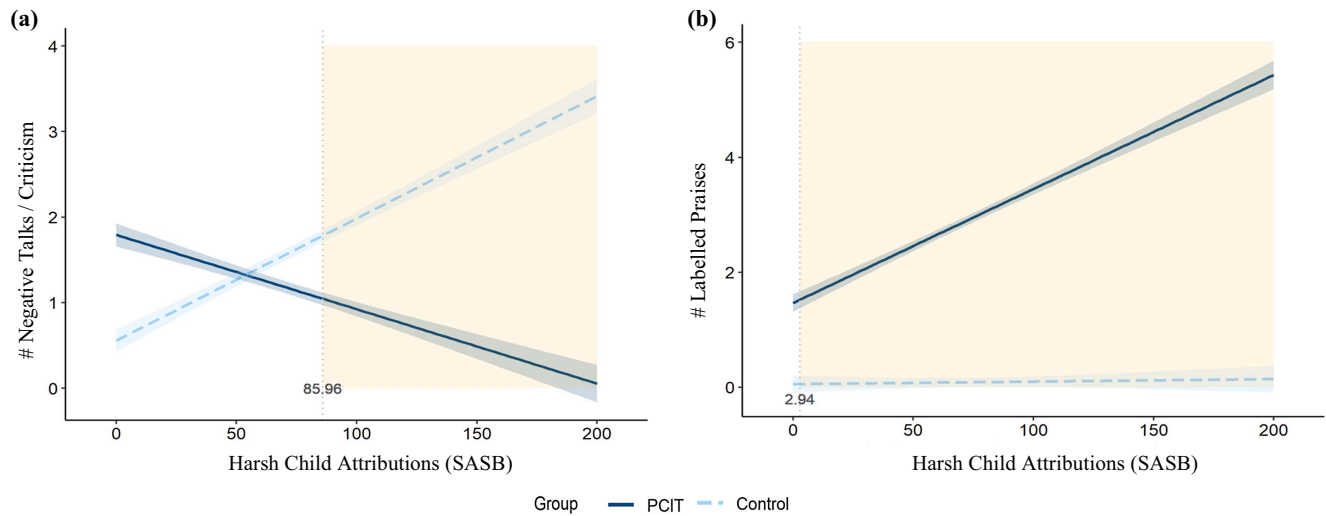 (a)
# Negative Talks / Criticism
4
3
2
1
0
85.96
0 50 100 150 200
Harsh Child Attributions (SASB)
(b)
# Labelled Praises
6
4
2
0
2.94
0 50 100 150 200
Harsh Child Attributions (SASB)
Group PCIT Control